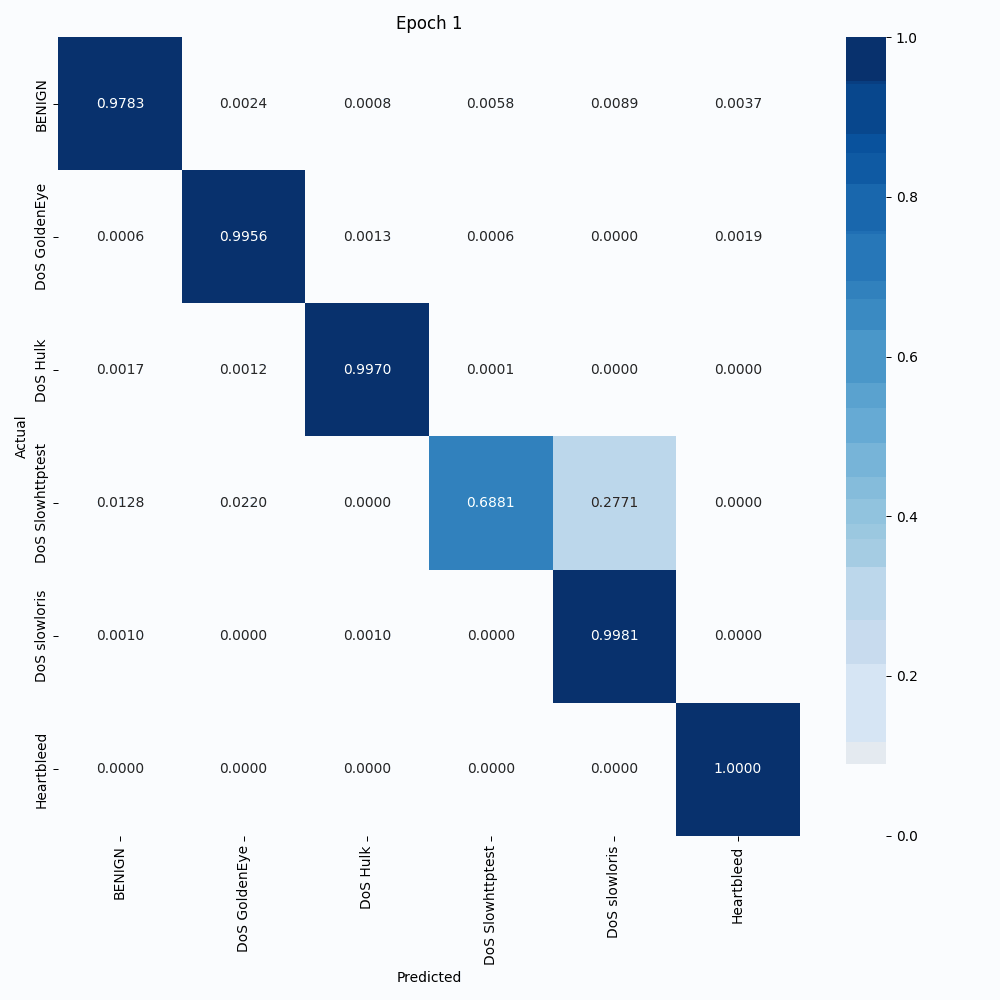 Epoch 1
BENIGN 0.9783 0.0024 0.0008 0.0058 0.0089 0.0037
DoS GoldenEye 0.0006 0.9956 0.0013 0.0006 0.0000 0.0019
DoS Hulk 0.0017 0.0012 0.9970 0.0001 0.0000 0.0000
Actual
DoS Slowhttptest 0.0128 0.0220 0.0000 0.6881 0.2771 0.0000
DoS slowloris 0.0010 0.0000 0.0010 0.0000 0.9981 0.0000
Heartbleed 0.0000 0.0000 0.0000 0.0000 0.0000 1.0000
BENIGN
DoS GoldenEye
DoS Hulk
DoS Slowhttptest
DoS slowloris
Heartbleed
Predicted
1.0
0.8
0.6
0.4
0.2
0.0